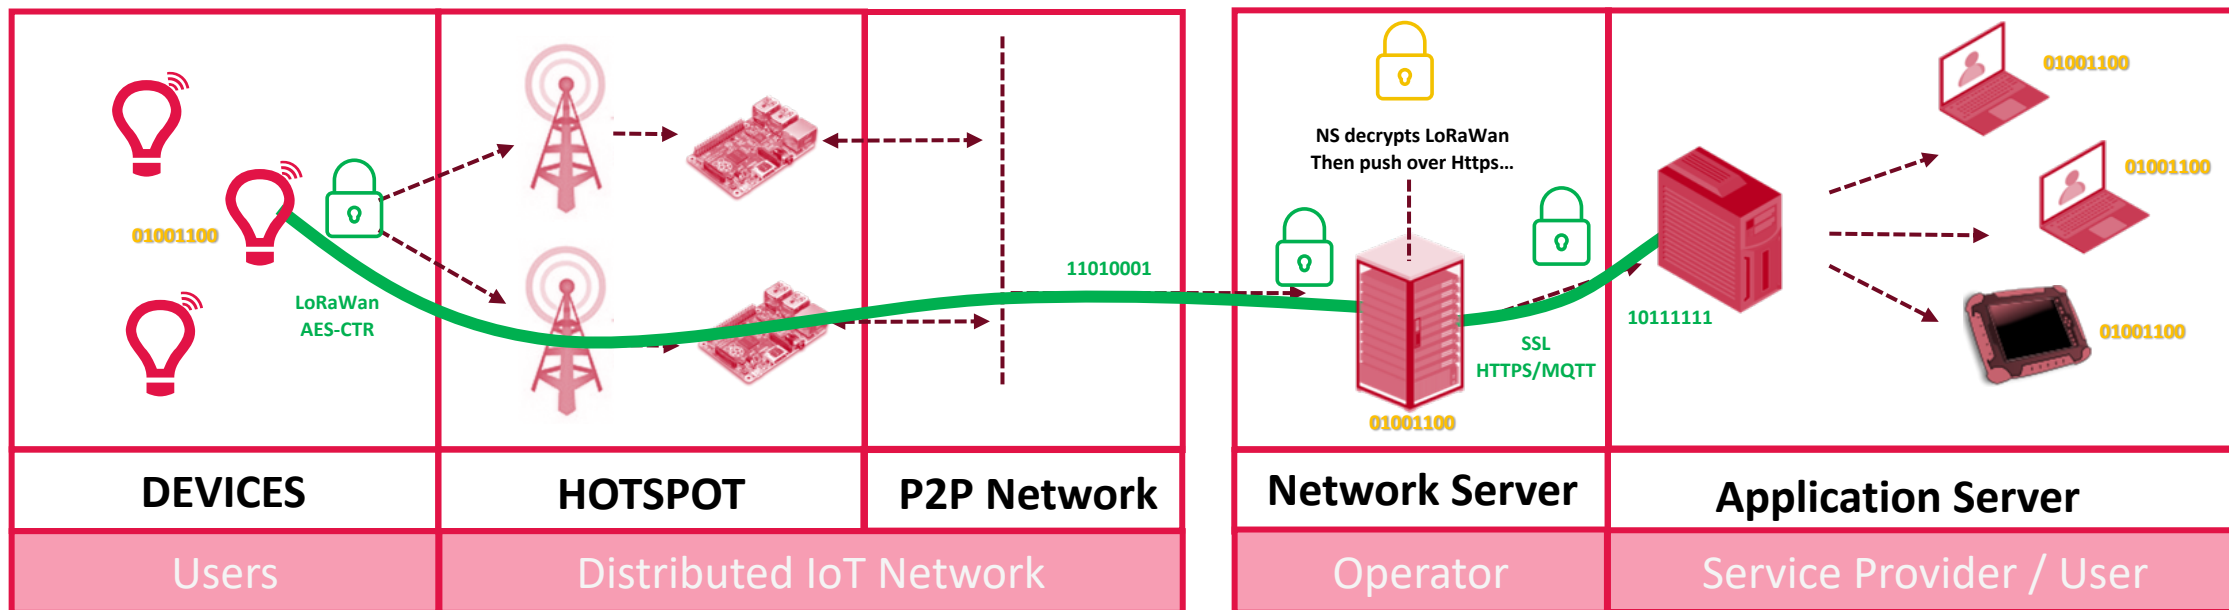 01001100
LoRaWan
AES-CTR
11010001
NS decrypts LoRaWan
Then push over Https…
01001100
SSL
HTTPS/MQTT
10111111
01001100
01001100
01001100
DEVICES
HOTSPOT
P2P Network
Network Server
Application Server
Users
Distributed IoT Network
Operator
Service Provider / User